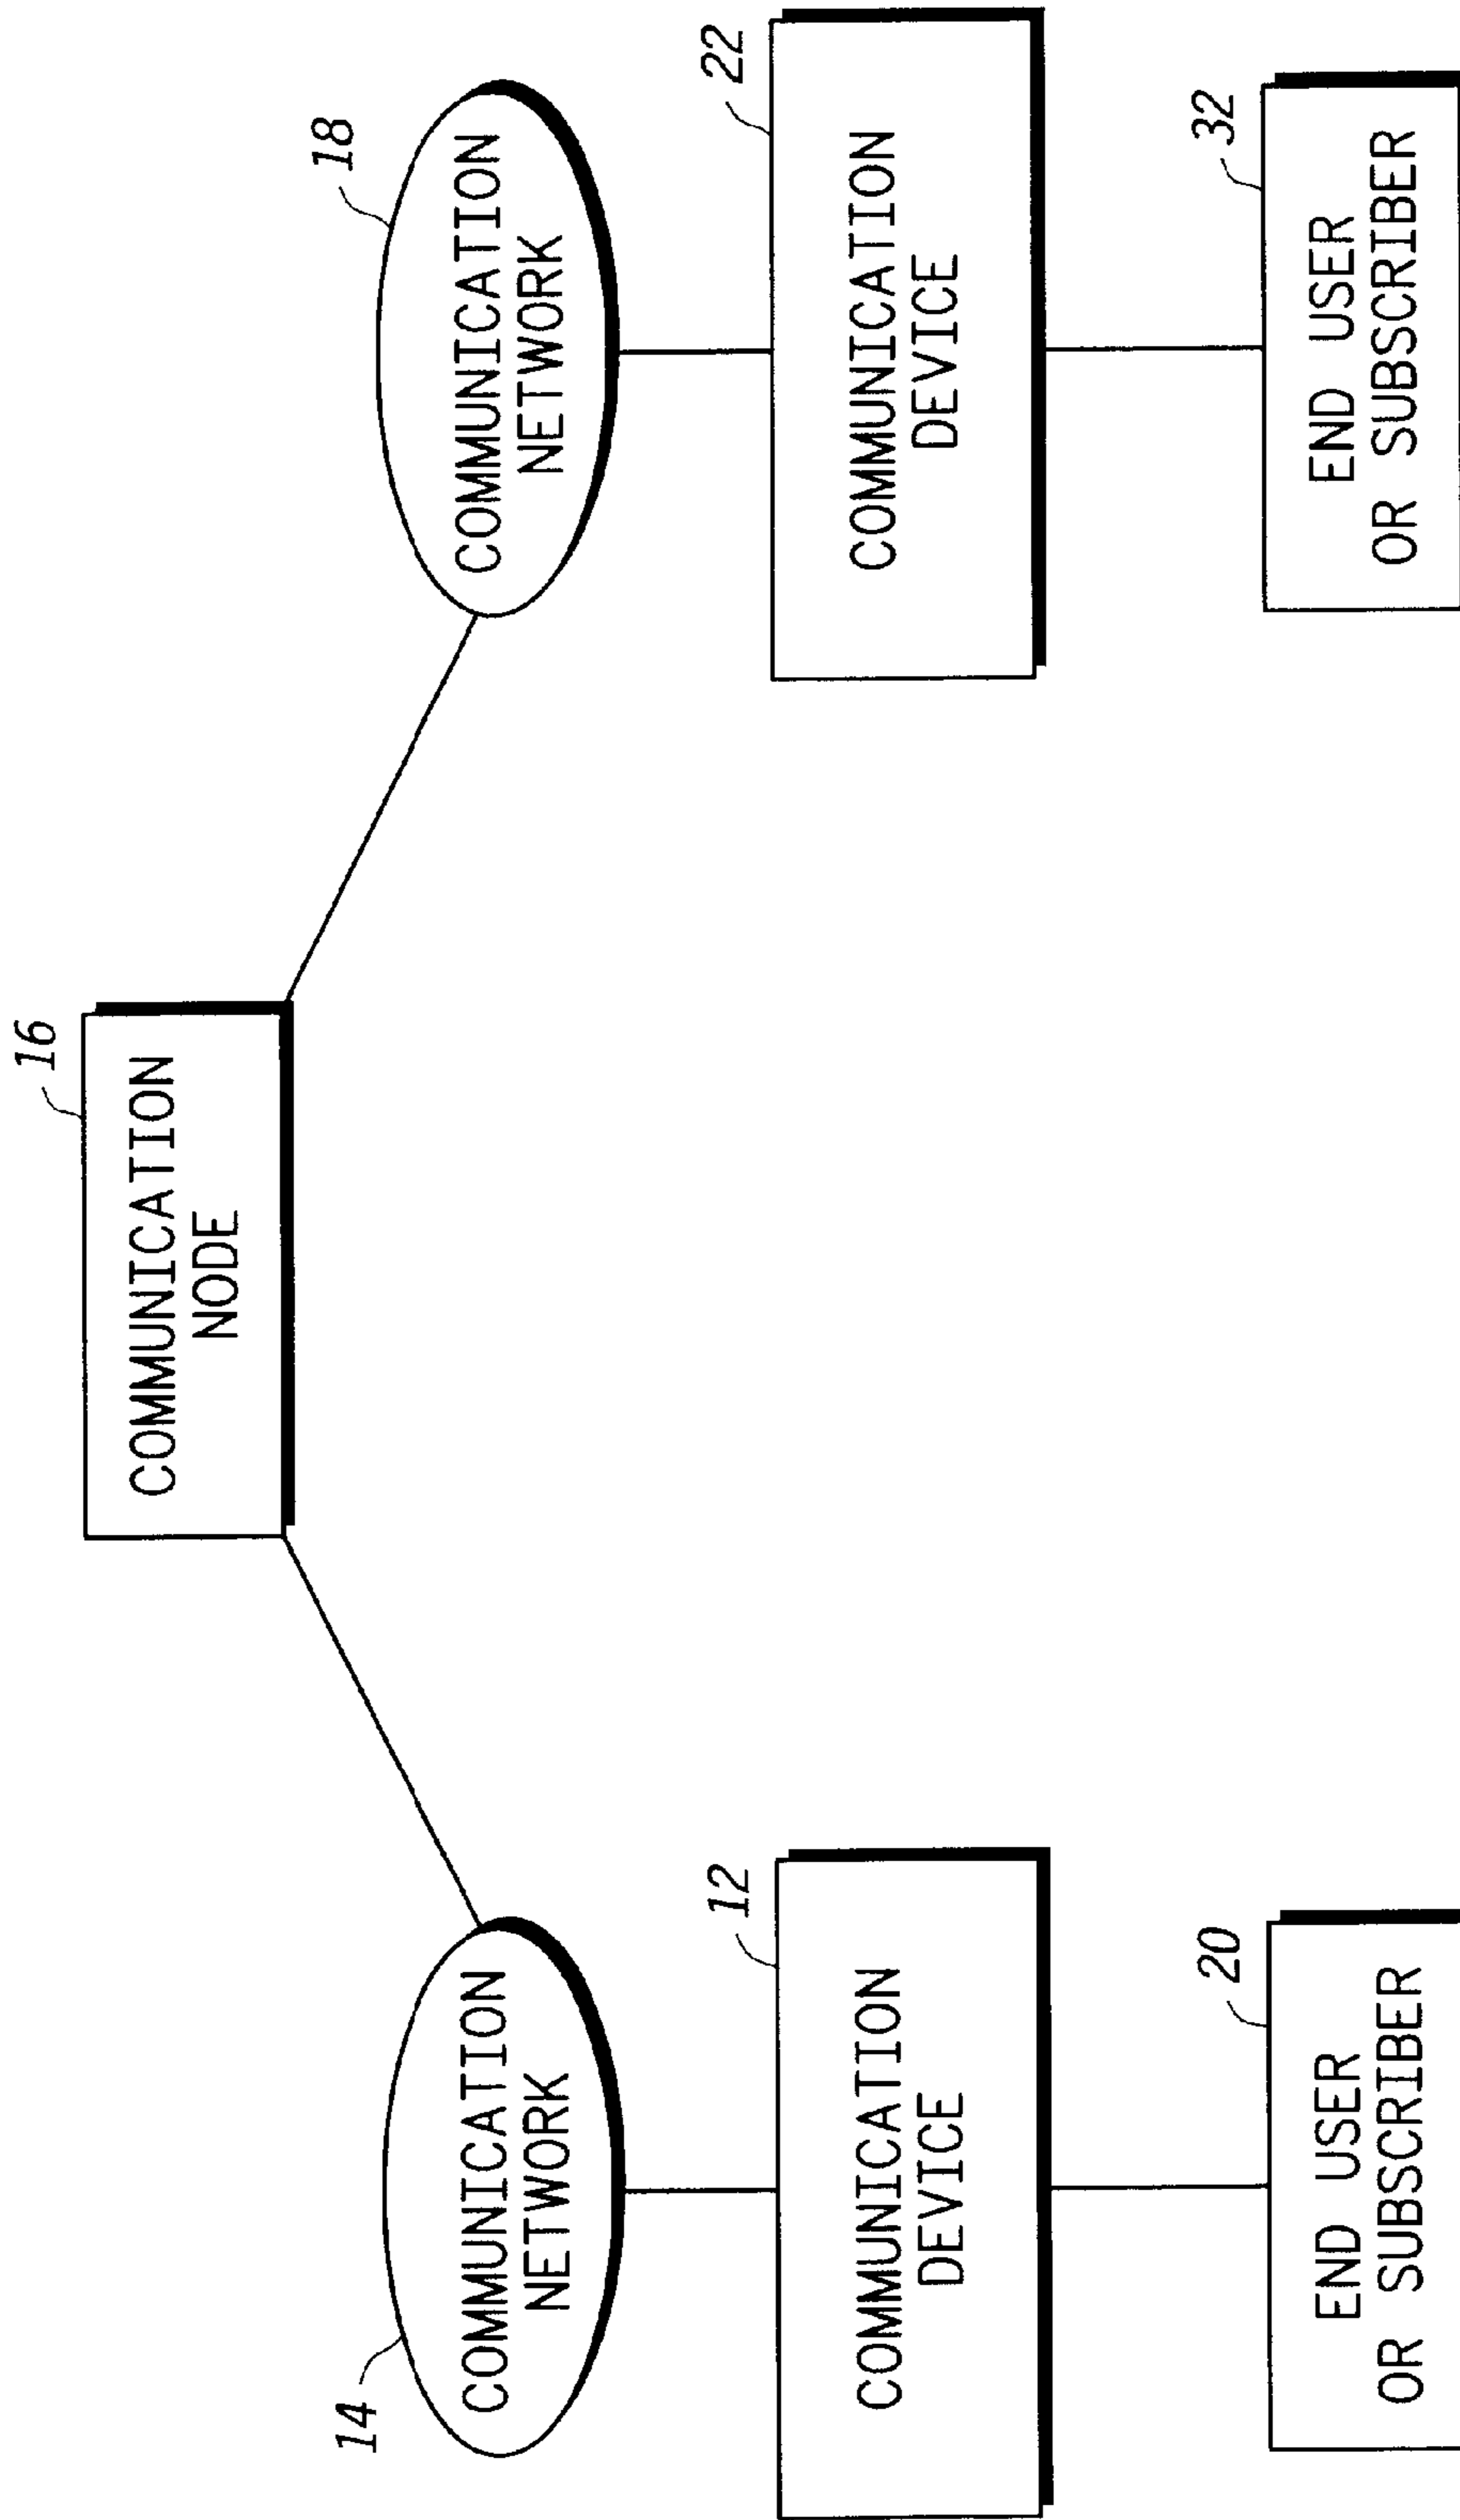 16
COMMUNICATION
NODE
14
COMMUNICATION
NETWORK
18
COMMUNICATION
NETWORK
12
COMMUNICATION
DEVICE
22
COMMUNICATION
DEVICE
20
END USER
OR SUBSCRIBER
32
END USER
OR SUBSCRIBER